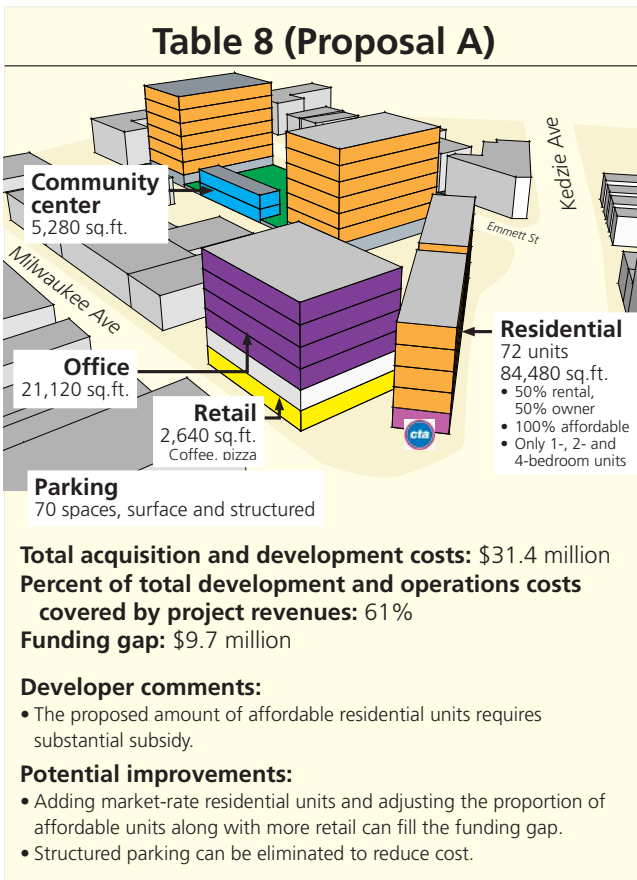 Table 8 (Proposal A)
Kedzie Ave
Emmett St
Community
center
5,280 sq.ft.
Milwaukee Ave
Office
21,120 sq.ft.
Retail
2,640 sq.ft.
Coffee, pizza
cta
Residential
72 units
84,480 sq.ft.
• 50% rental,
50% owner
• 100% affordable
• Only 1-, 2- and
4-bedroom units
Parking
70 spaces, surface and structured
Total acquisition and development costs: $31.4 million
Percent of total development and operations costs
covered by project revenues: 61%
Funding gap: $9.7 million
Developer comments:
• The proposed amount of affordable residential units requires
substantial subsidy.
Potential improvements:
• Adding market-rate residential units and adjusting the proportion of
affordable units along with more retail can fill the funding gap.
• Structured parking can be eliminated to reduce cost.